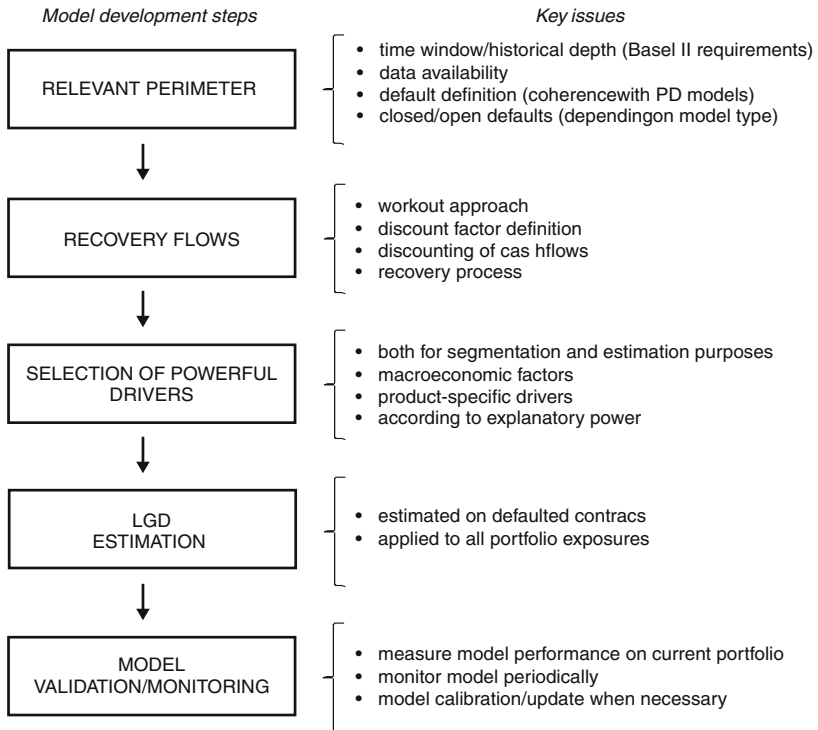 Model development steps
Key issues
RELEVANT PERIMETER
• time window/historical depth (Basel II requirements)
• data availability
• default definition (coherencewith PD models)
• closed/open defaults (dependingon model type)
RECOVERY FLOWS
• workout approach
• discount factor definition
• discounting of cas hflows
• recovery process
SELECTION OF POWERFUL
DRIVERS
• both for segmentation and estimation purposes
• macroeconomic factors
• product-specific drivers
• according to explanatory power
LGD
ESTIMATION
• estimated on defaulted contracs
• applied to all portfolio exposures
MODEL
VALIDATION/MONITORING
• measure model performance on current portfolio
• monitor model periodically
• model calibration/update when necessary